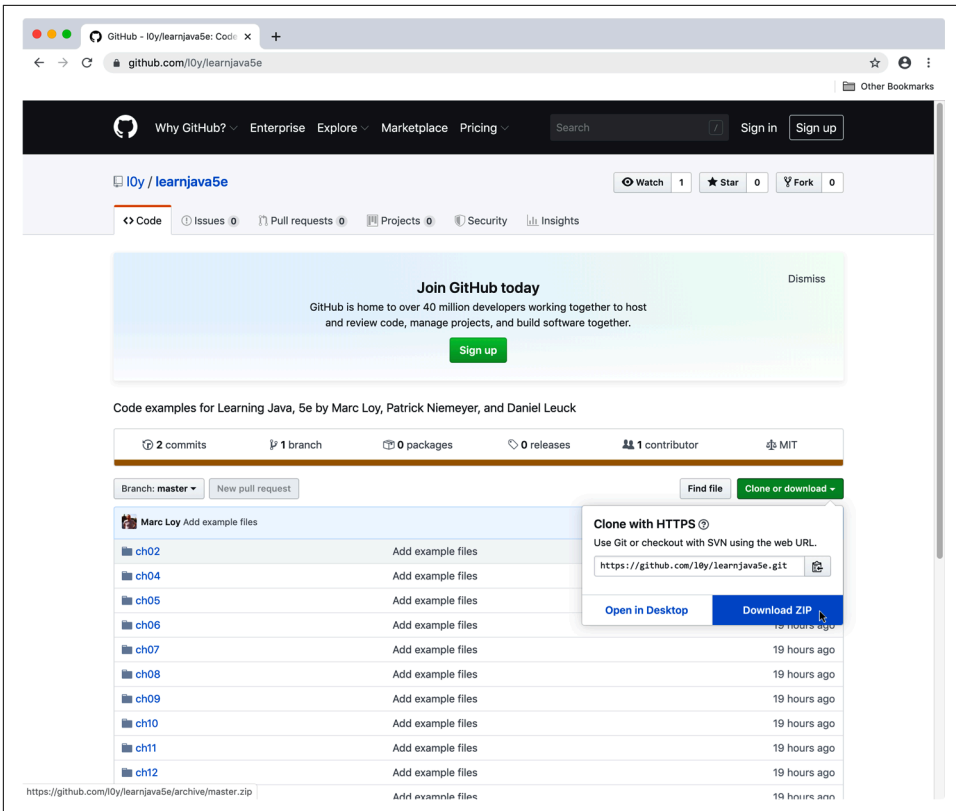 GitHub - l0y/learnjava5e: Code
github.com/l0y/learnjava5e
Other Bookmarks
Why GitHub? Enterprise Explore Marketplace Pricing Search / Sign in Sign up
l0y / learnjava5e
Watch 1 Star 0 Fork 0
Code Issues 0 Pull requests 0 Projects 0 Security Insights
Dismiss
Join GitHub today
GitHub is home to over 40 million developers working together to host
and review code, manage projects, and build software together.
Sign up
Code examples for Learning Java, 5e by Marc Loy, Patrick Niemeyer, and Daniel Leuck
2 commits 1 branch 0 packages 0 releases 1 contributor MIT
Branch: master New pull request Find file Clone or download
Marc Loy Add example files
Clone with HTTPS
Use Git or checkout with SVN using the web URL.
https://github.com/l0y/learnjava5e.git
Open in Desktop Download ZIP
ch02 Add example files
ch04 Add example files
ch05 Add example files
ch06 Add example files 19 hours ago
ch07 Add example files 19 hours ago
ch08 Add example files 19 hours ago
ch09 Add example files 19 hours ago
ch10 Add example files 19 hours ago
ch11 Add example files 19 hours ago
ch12 Add example files 19 hours ago
https://github.com/l0y/learnjava5e/archive/master.zip
Add example files 19 hours ago